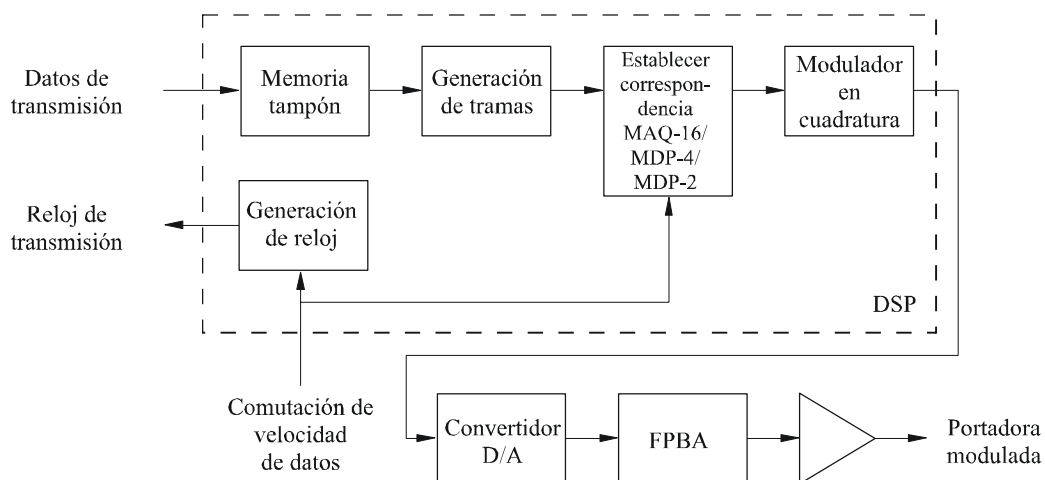 Datos de
transmisión
Memoria
tampón
Generación
de tramas
Establecer
correspon-
dencia
MAQ-16/
MDP-4/
MDP-2
Modulador
en
cuadratura
Reloj de
transmisión
Generación
de reloj
DSP
Comutación de
velocidad
de datos
Convertidor
D/A
FPBA
Portadora
modulada